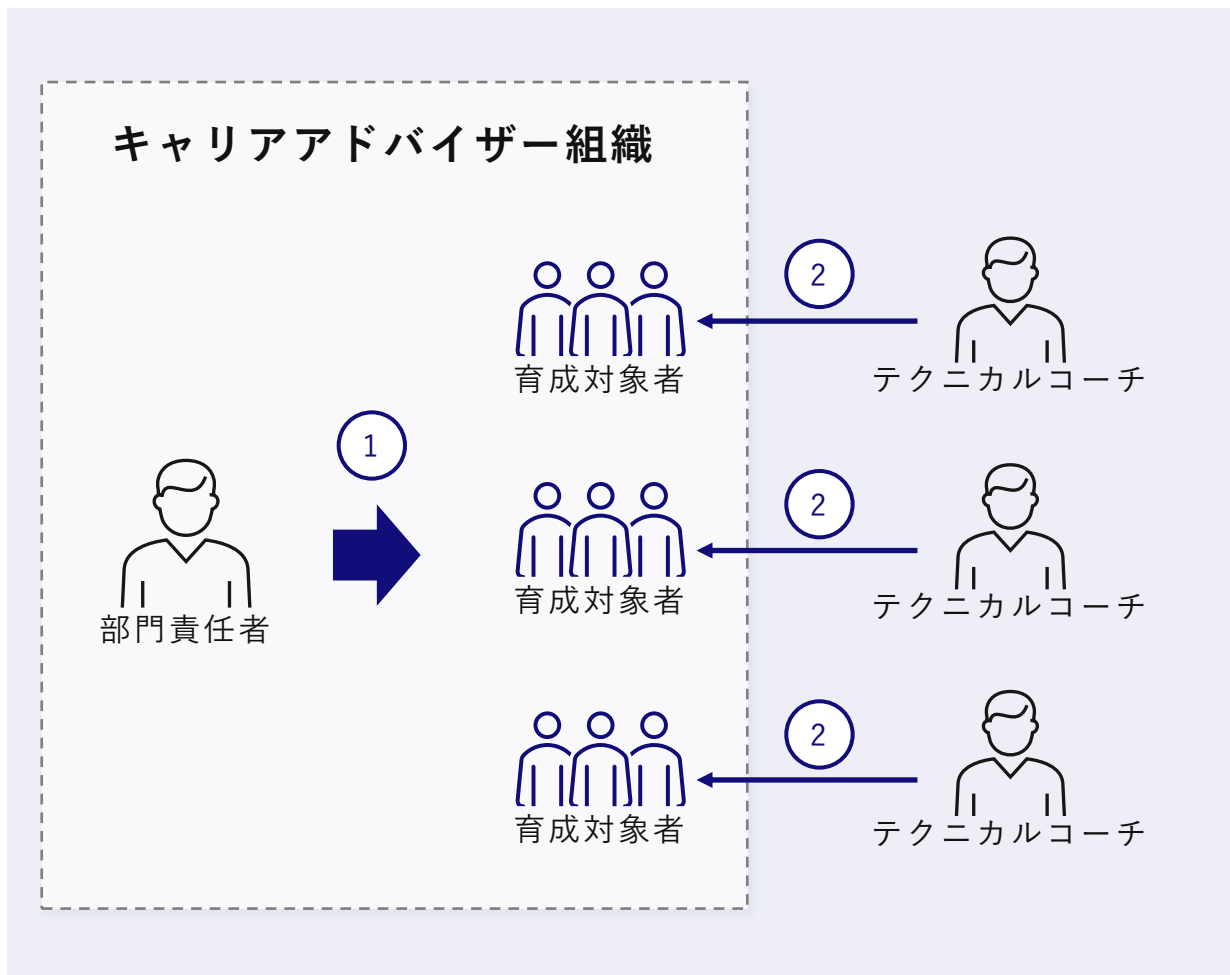 キャリアアドバイザー組織
2
育成対象者
テクニカルコーチ
1
2
育成対象者
テクニカルコーチ
部門責任者
2
育成対象者
テクニカルコーチ